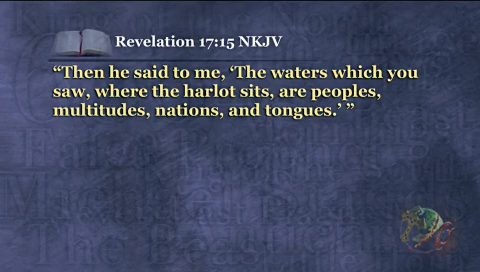 Revelation 17:15 NKJV
“Then he said to me, ‘The waters which you
saw, where the harlot sits, are peoples,
multitudes, nations, and tongues.’ ”